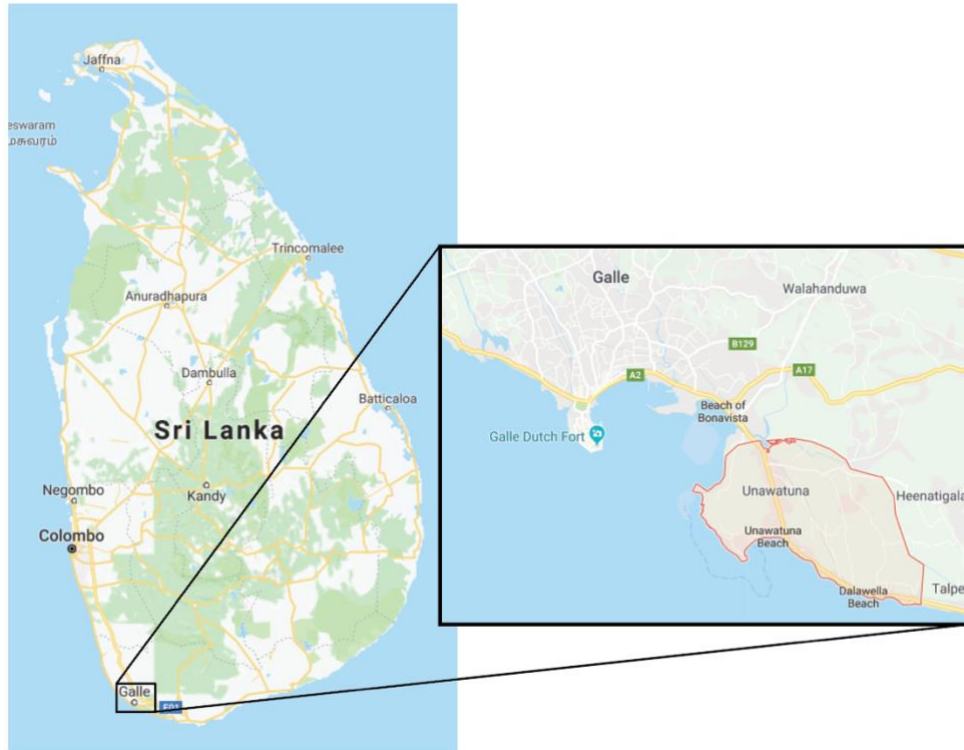 Jaffna
eswaram
Trincomalee
Anuradhapura
Dambulla
Batticaloa
Sri Lanka
Negombo
Kandy
Colombo
Galle
E01
Galle
Walahanduwa
B129
A2
A17
Beach of
Bonavista
Galle Dutch Fort
Unawatuna
Heenatigala
Unawatuna
Beach
Dalawella
Beach
Talpe